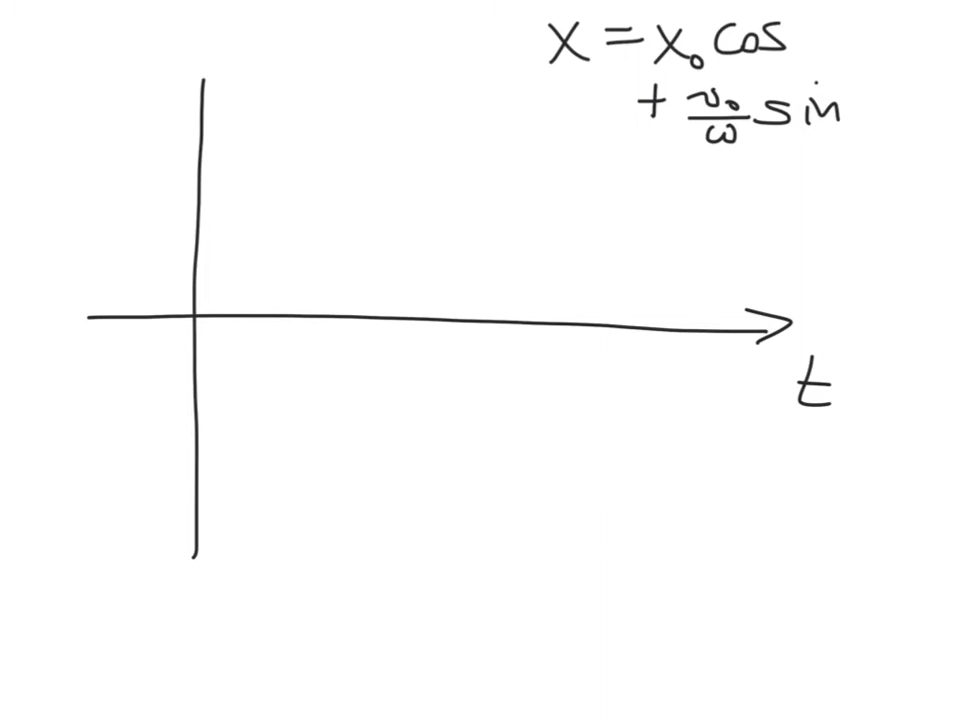 x = x₀ cos
+ v₀/ω sin
t